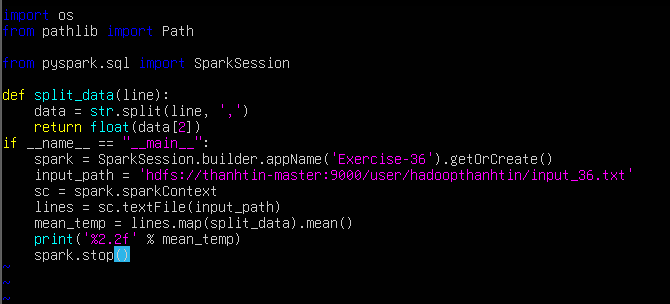 import os
from pathlib import Path

from pyspark.sql import SparkSession

def split_data(line):
    data = str.split(line, ',')
    return float(data[2])
if __name__ == "__main__":
    spark = SparkSession.builder.appName('Exercise-36').getOrCreate()
    input_path = 'hdfs://thanhtin-master:9000/user/hadoopthanhtin/input_36.txt'
    sc = spark.sparkContext
    lines = sc.textFile(input_path)
    mean_temp = lines.map(split_data).mean()
    print('%2.2f' % mean_temp)
    spark.stop()
~
~
~